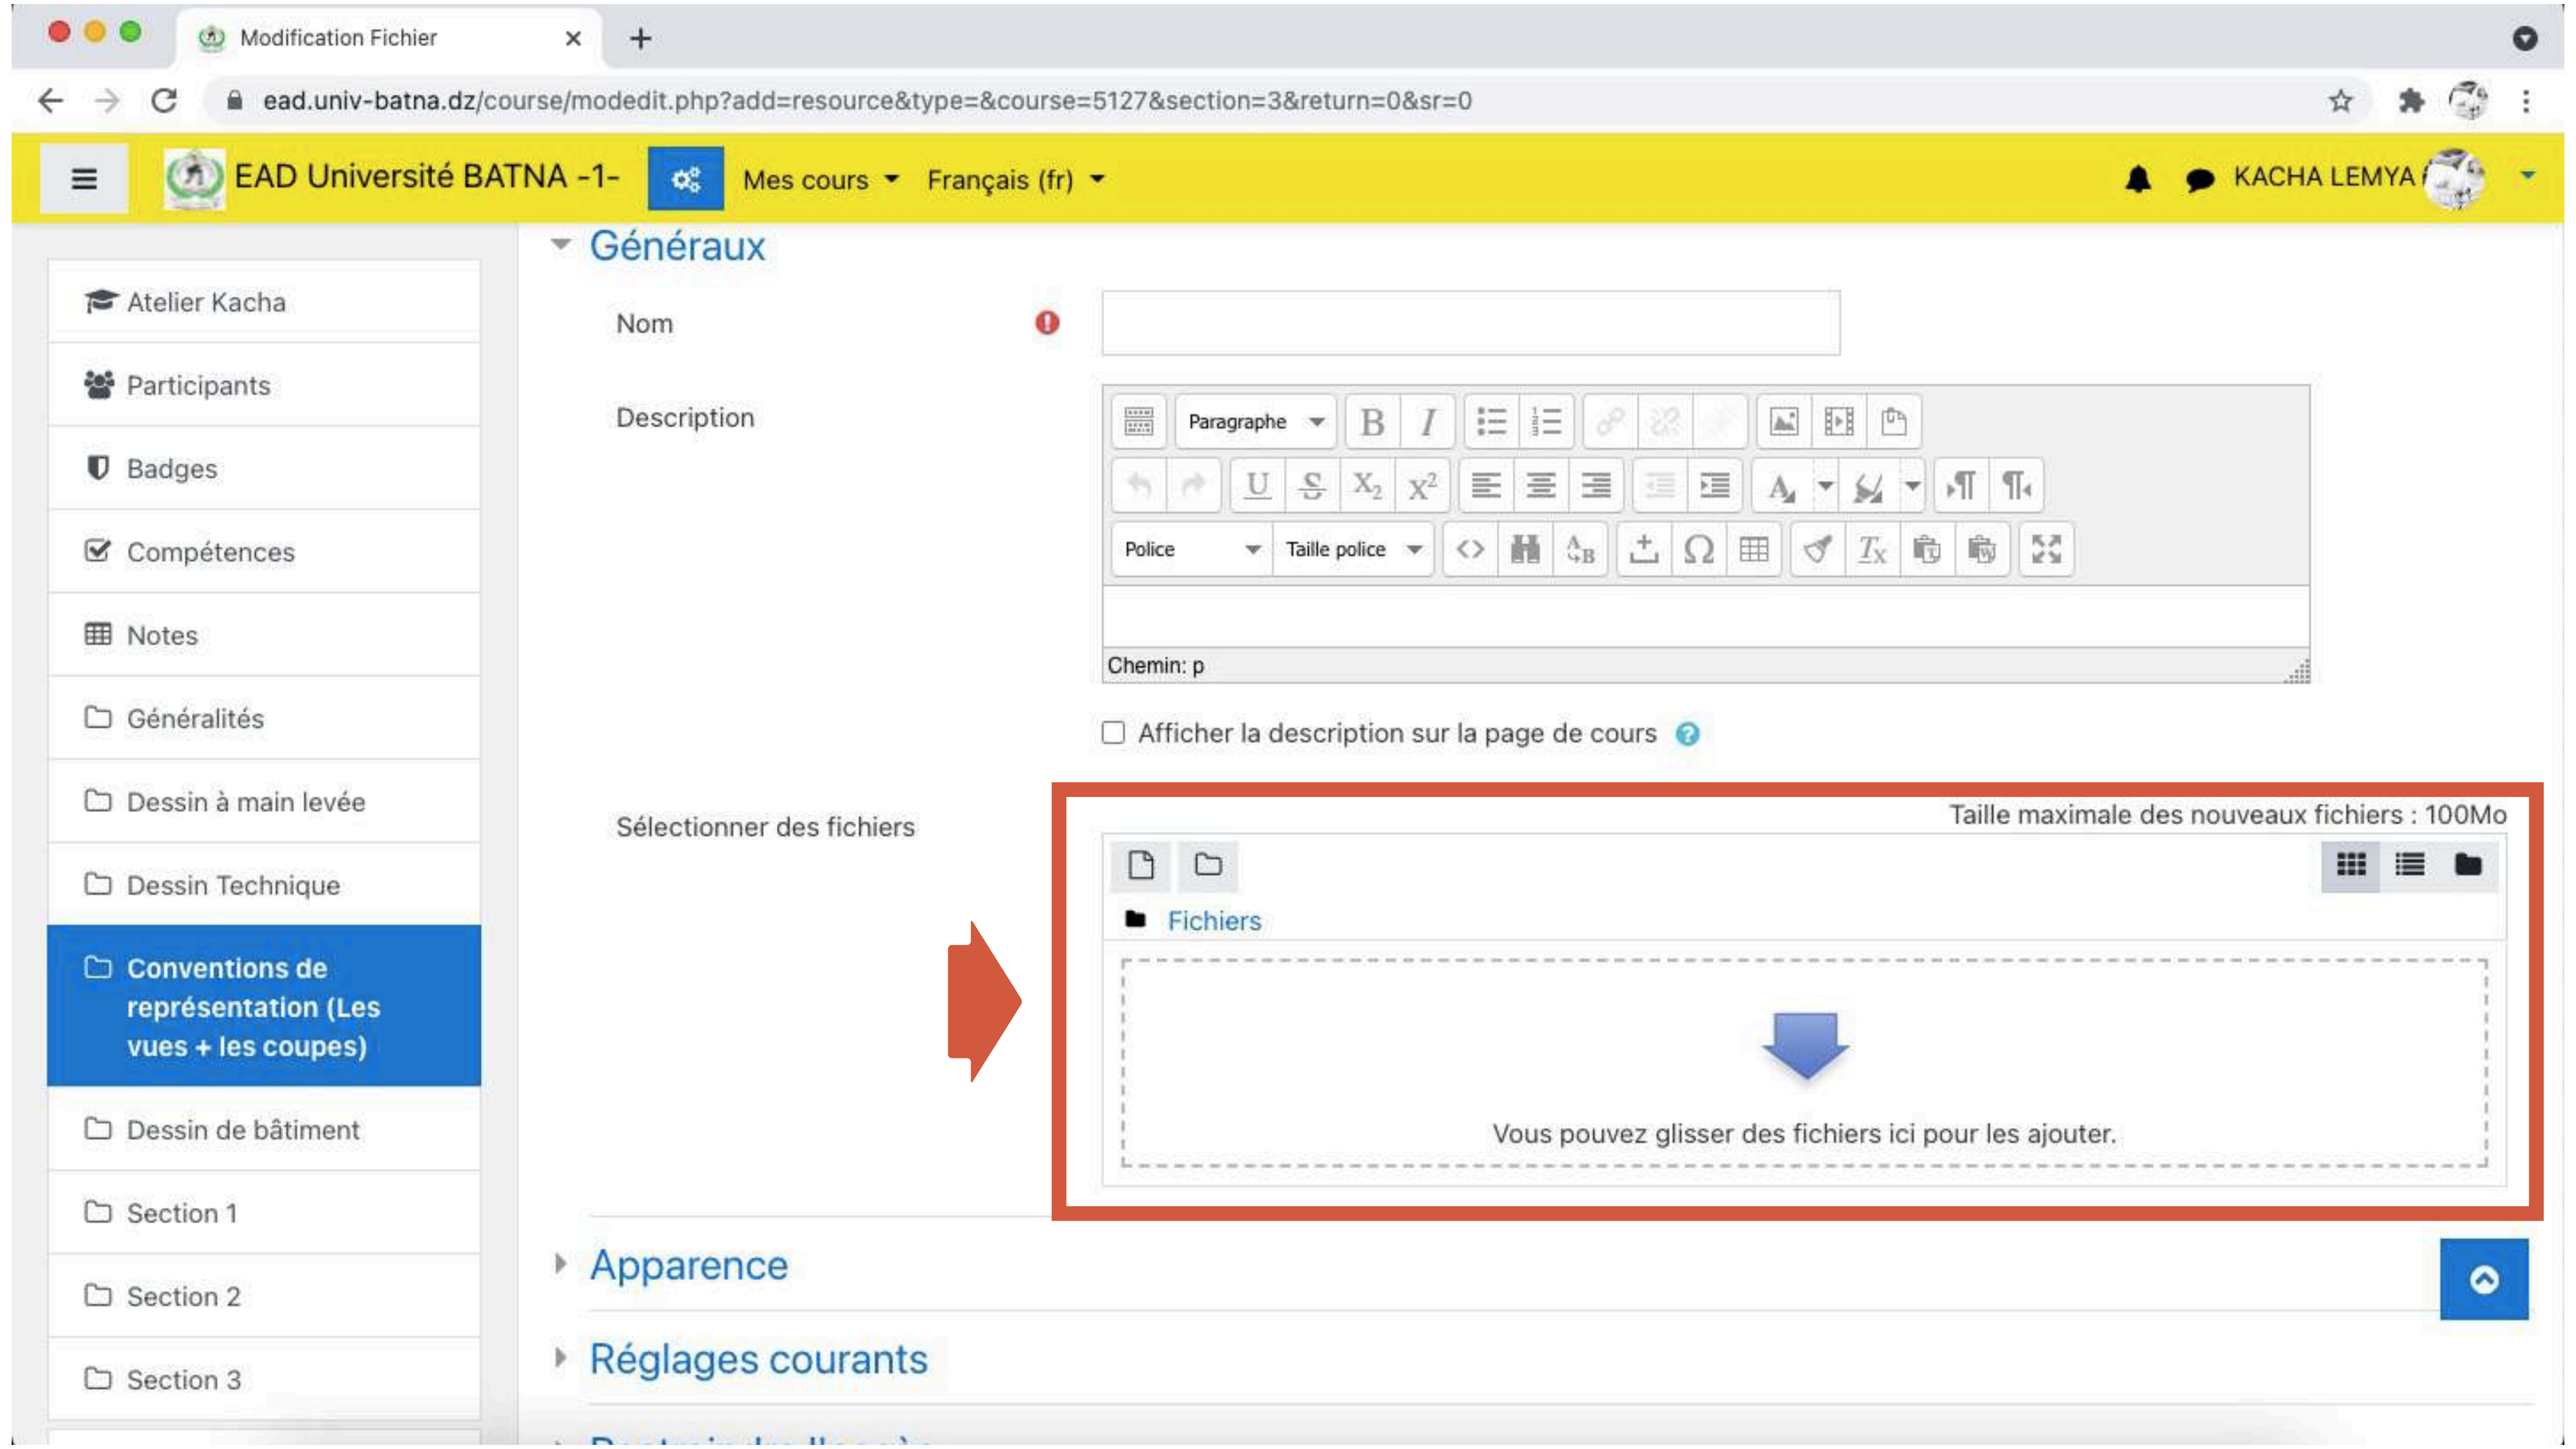 Modification Fichier
ead.univ-batna.dz/course/modedit.php?add=resource&type=&course=5127&section=3&return=0&sr=0
EAD Université BATNA -1-
Mes cours
Français (fr)
KACHA LEMYA
Atelier Kacha
Participants
Badges
Compétences
Notes
Généralités
Dessin à main levée
Dessin Technique
Conventions de
représentation (Les
vues + les coupes)
Dessin de bâtiment
Section 1
Section 2
Section 3
Généraux
Nom
Description
Paragraphe
Police
Taille police
Chemin: p
Afficher la description sur la page de cours
Sélectionner des fichiers
Taille maximale des nouveaux fichiers : 100Mo
Fichiers
Vous pouvez glisser des fichiers ici pour les ajouter.
Apparence
Réglages courants